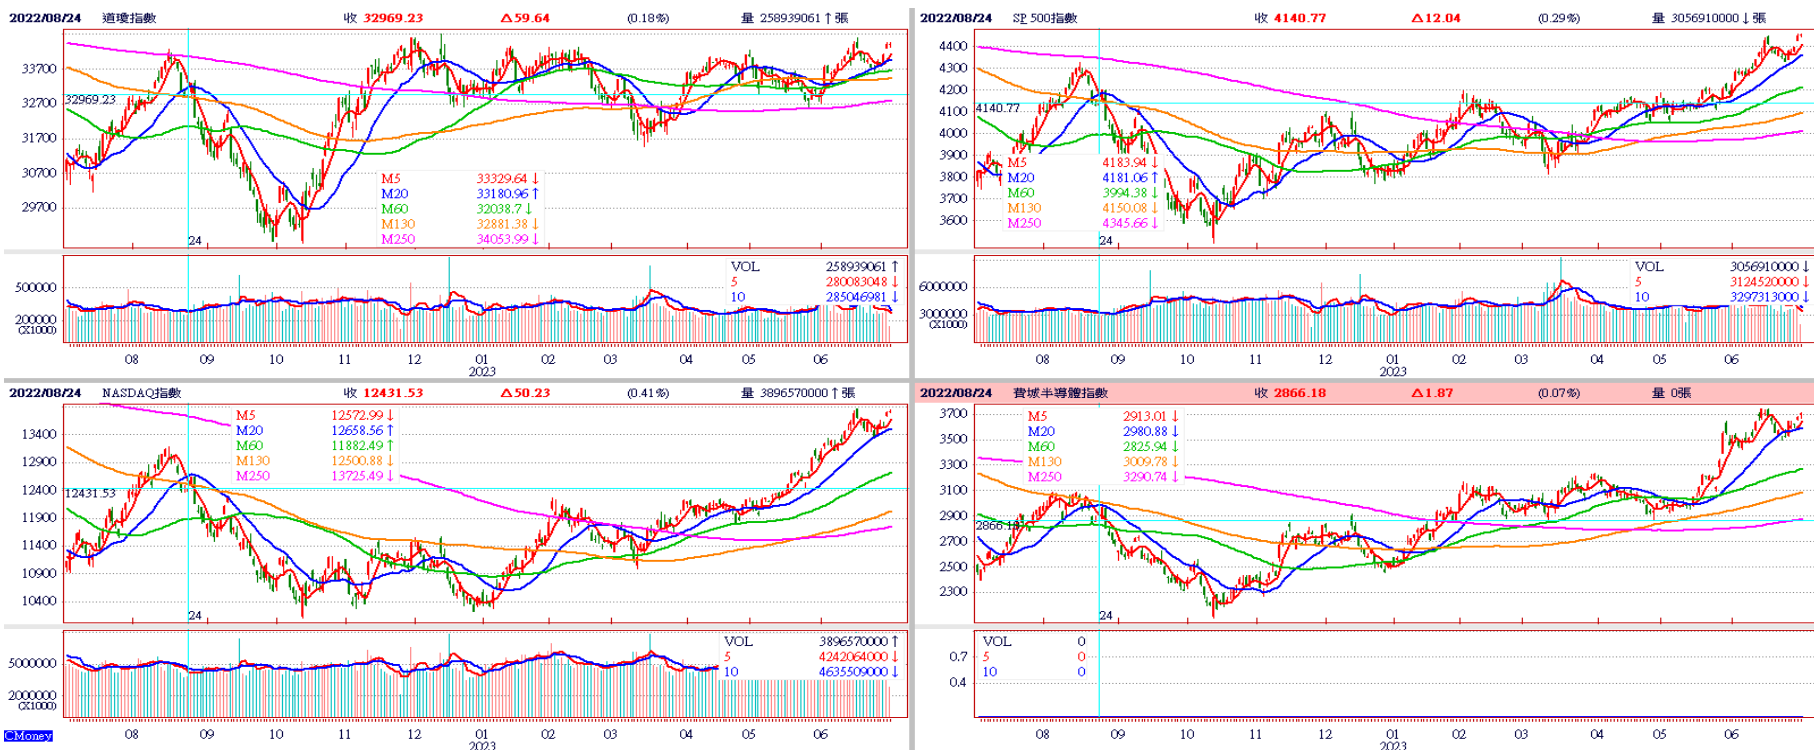 2022/08/24 道瓊指數 收 32969.23 △59.64 (0.18%) 量 258939061↑張
33700
32969.23
32700
31700
30700
29700
M5 33329.64↓
M20 33180.96↑
M60 32038.7↓
M130 32881.38↓
M250 34053.99↓
24
500000
200000
(X1000)
VOL 258939061↑
5 280083048↓
10 285046981↓
08 09 10 11 12 01 02 03 04 05 06
2023
2022/08/24 SP 500指數 收 4140.77 △12.04 (0.29%) 量 3056910000↓張
4400
4300
4200
4100
4140.77
4000
3900
3800
3700
3600
M5 4183.94↓
M20 4181.06↑
M60 3994.38↓
M130 4150.08↓
M250 4345.66↓
24
6000000
3000000
(X1000)
VOL 3056910000↓
5 3124520000↓
10 3297313000↓
08 09 10 11 12 01 02 03 04 05 06
2023
2022/08/24 NASDAQ指數 收 12431.53 △50.23 (0.41%) 量 3896570000↑張
13400
12900
12400
12431.53
11900
11400
10900
10400
M5 12572.99↓
M20 12658.56↑
M60 11882.49↑
M130 12500.88↓
M250 13725.49↓
24
5000000
2000000
(X1000)
VOL 3896570000↑
5 4242064000↓
10 4635509000↓
08 09 10 11 12 01 02 03 04 05 06
2023
CMoney
2022/08/24 費城半導體指數 收 2866.18 △1.87 (0.07%) 量 0張
3700
3500
3300
3100
2900
2866.18
2700
2500
2300
M5 2913.01↓
M20 2980.88↓
M60 2825.94↓
M130 3009.78↓
M250 3290.74↓
24
0.7
0.4
VOL 0
5 0
10 0
08 09 10 11 12 01 02 03 04 05 06
2023